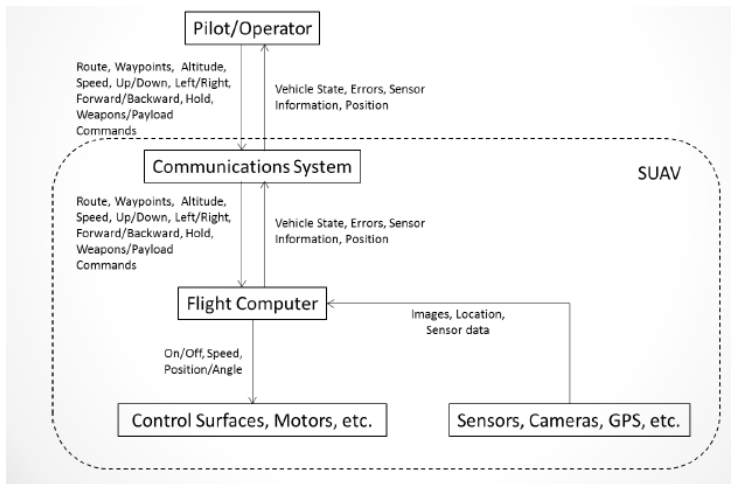 Pilot/Operator
Route, Waypoints, Altitude,
Speed, Up/Down, Left/Right,
Forward/Backward, Hold,
Weapons/Payload
Commands
Vehicle State, Errors, Sensor
Information, Position
Communications System
SUAV
Route, Waypoints, Altitude,
Speed, Up/Down, Left/Right,
Forward/Backward, Hold,
Weapons/Payload
Commands
Vehicle State, Errors, Sensor
Information, Position
Flight Computer
Images, Location,
Sensor data
On/Off, Speed,
Position/Angle
Control Surfaces, Motors, etc.
Sensors, Cameras, GPS, etc.